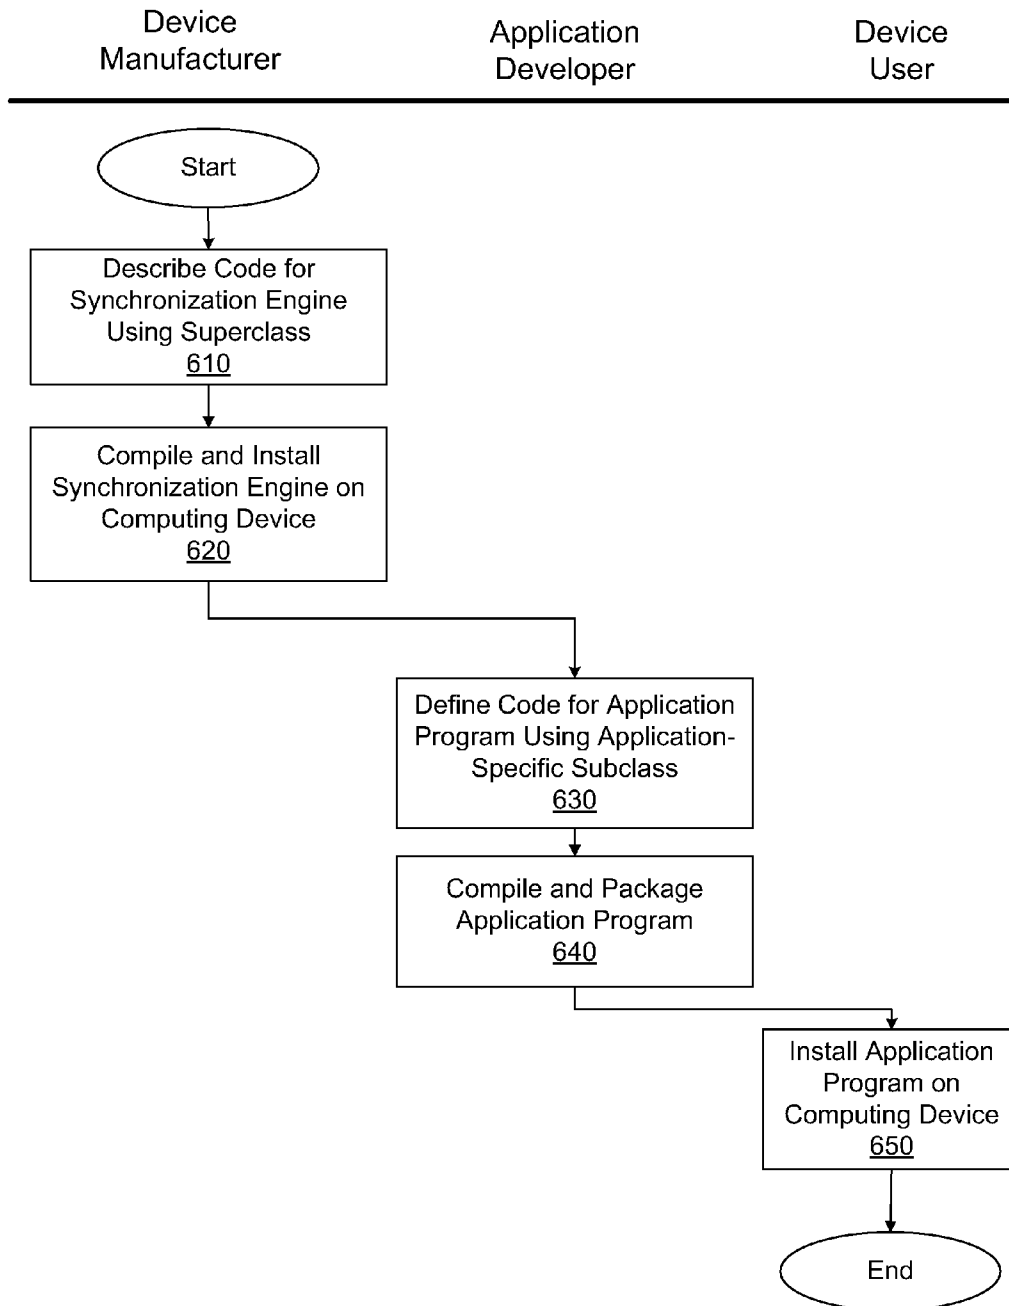 Device
Manufacturer
Application
Developer
Device
User
Start
Describe Code for
Synchronization Engine
Using Superclass
610
Compile and Install
Synchronization Engine on
Computing Device
620
Define Code for Application
Program Using Application-
Specific Subclass
630
Compile and Package
Application Program
640
Install Application
Program on
Computing Device
650
End